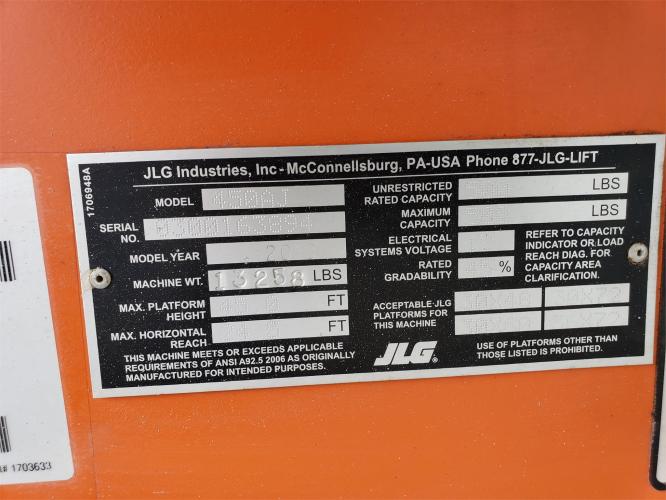 JLG Industries, Inc - McConnellsburg, PA-USA Phone 877-JLG-LIFT
1706948A
MODEL 450AJ
SERIAL NO.
MODEL YEAR
MACHINE WT. 13258 LBS
MAX. PLATFORM HEIGHT FT
MAX. HORIZONTAL REACH FT
THIS MACHINE MEETS OR EXCEEDS APPLICABLE
REQUIREMENTS OF ANSI A92.5 2006 AS ORIGINALLY
MANUFACTURED FOR INTENDED PURPOSES.
UNRESTRICTED RATED CAPACITY LBS
MAXIMUM CAPACITY LBS
ELECTRICAL SYSTEMS VOLTAGE
RATED GRADABILITY %
REFER TO CAPACITY
INDICATOR OR LOAD
REACH DIAG. FOR
CAPACITY AREA
CLARIFICATION.
ACCEPTABLE JLG
PLATFORMS FOR
THIS MACHINE
JLG
USE OF PLATFORMS OTHER THAN
THOSE LISTED IS PROHIBITED.
# 1703633